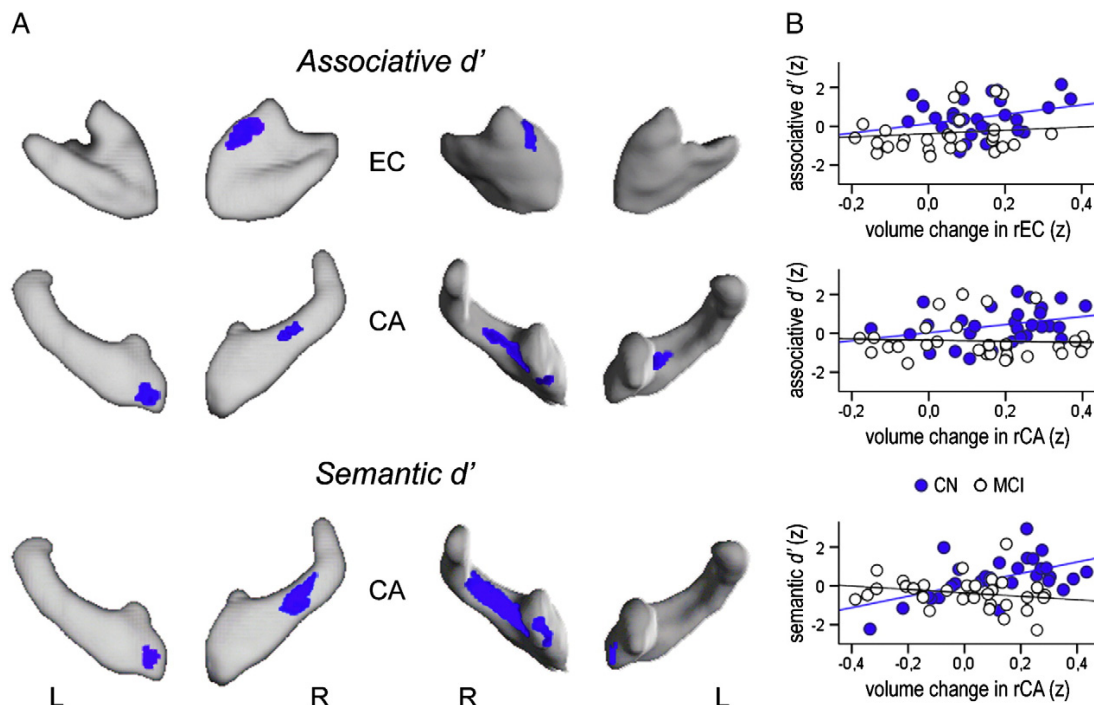 A
Associative d'
EC
CA
Semantic d'
CA
L R R L
B
associative d' (z)
2
0
-2
-0,2 0,0 0,2 0,4
volume change in rEC (z)
associative d' (z)
2
0
-2
-0,2 0,0 0,2 0,4
volume change in rCA (z)
CN MCI
semantic d' (z)
2
0
-2
-0,4 -0,2 0,0 0,2 0,4
volume change in rCA (z)